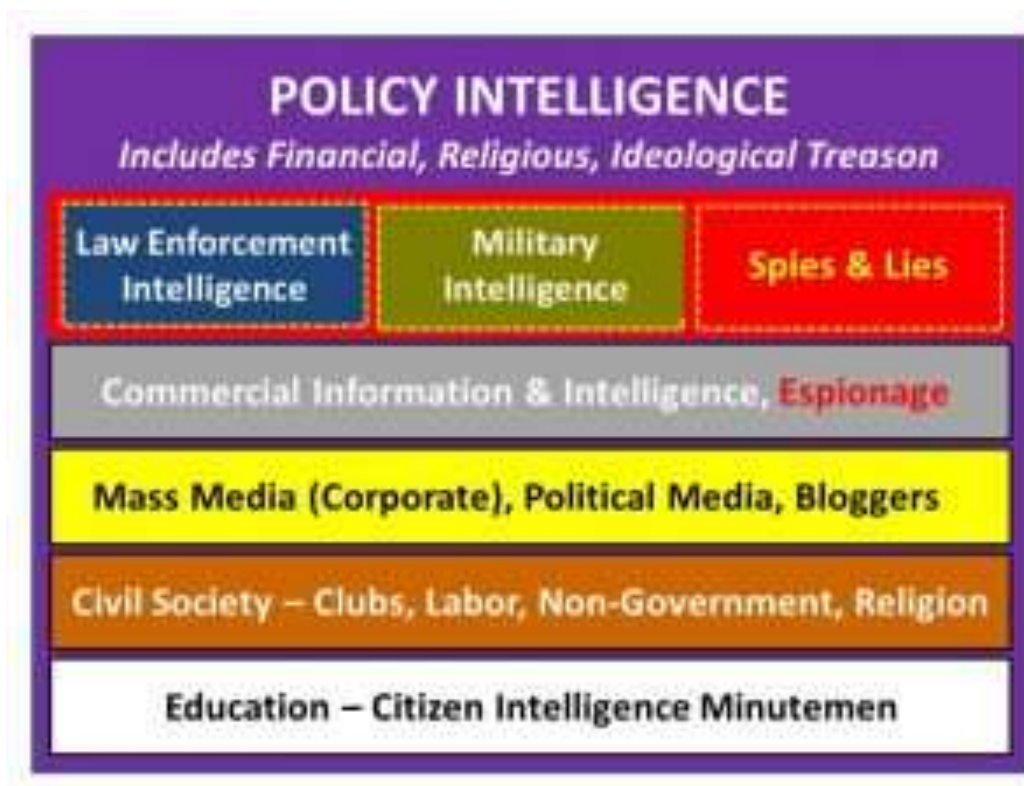 POLICY INTELLIGENCE
Includes Financial, Religious, Ideological Treason
Law Enforcement
Intelligence
Military
Intelligence
Spies & Lies
Commercial Information & Intelligence, Espionage
Mass Media (Corporate), Political Media, Bloggers
Civil Society – Clubs, Labor, Non-Government, Religion
Education – Citizen Intelligence Minutemen